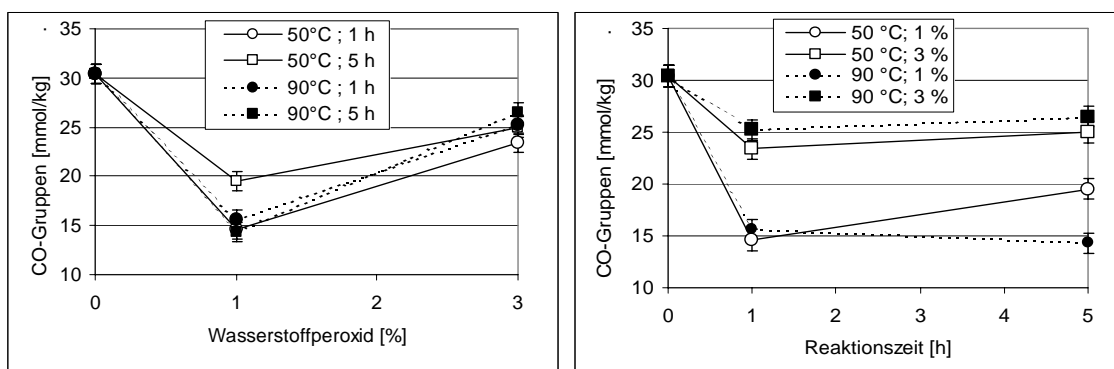 35
30
25
20
15
10
CO-Gruppen [mmol/kg]
50°C ; 1 h
50°C ; 5 h
90°C ; 1 h
90°C ; 5 h
0 1 2 3
Wasserstoffperoxid [%]
35
30
25
20
15
10
CO-Gruppen [mmol/kg]
50 °C; 1 %
50 °C; 3 %
90 °C; 1 %
90 °C; 3 %
0 1 2 3 4 5
Reaktionszeit [h]